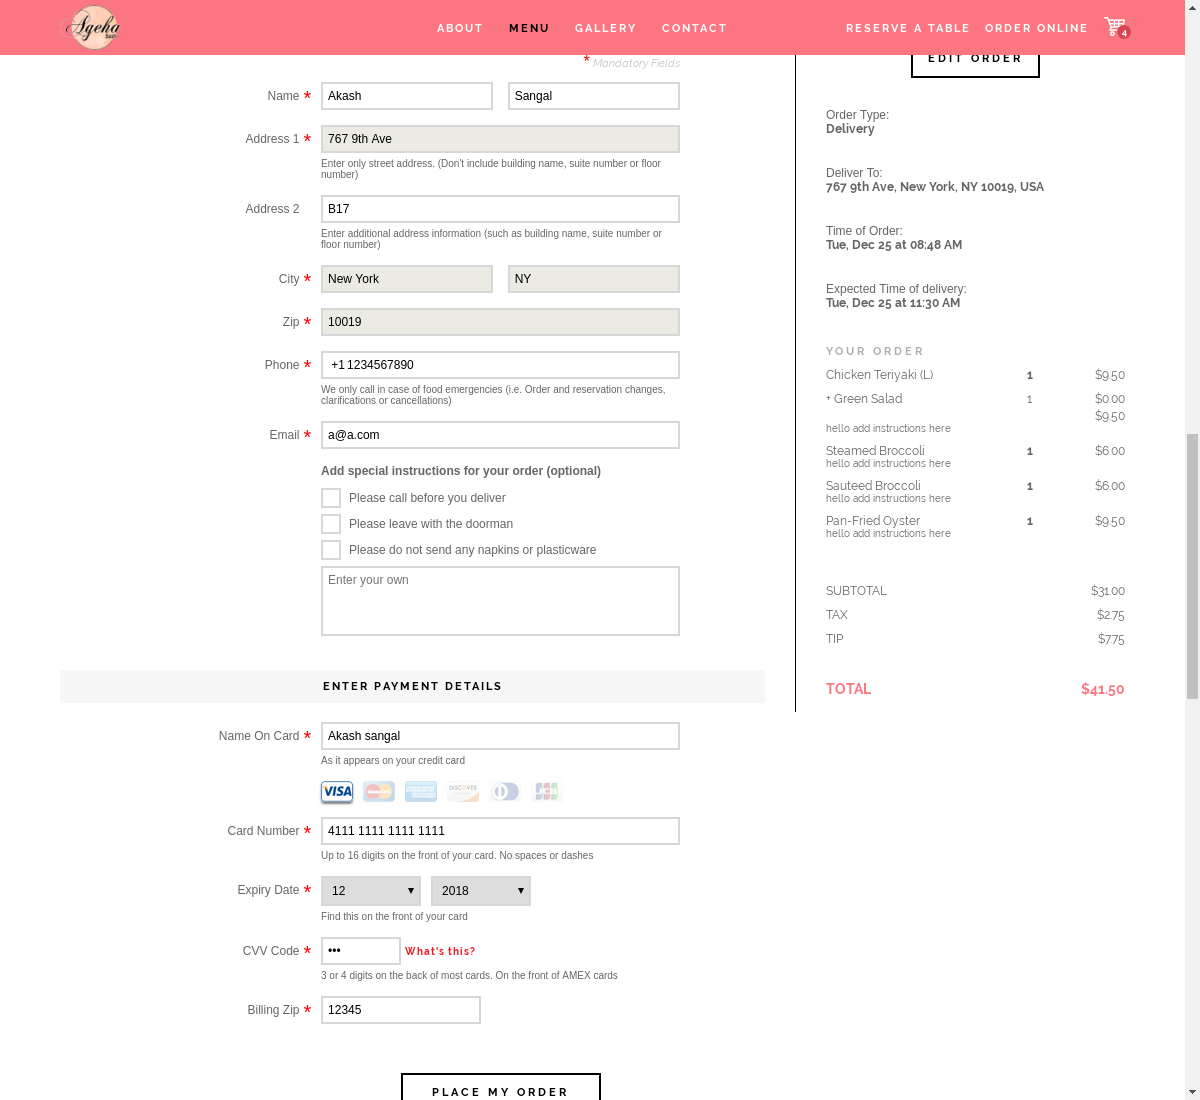 Ageha
ABOUT MENU GALLERY CONTACT RESERVE A TABLE ORDER ONLINE 4
* Mandatory Fields
Name * Akash Sangal
Address 1 * 767 9th Ave
Enter only street address. (Don't include building name, suite number or floor
number)
Address 2 B17
Enter additional address information (such as building name, suite number or
floor number)
City * New York NY
Zip * 10019
Phone * +1 1234567890
We only call in case of food emergencies (i.e. Order and reservation changes,
clarifications or cancellations)
Email * a@a.com
Add special instructions for your order (optional)
Please call before you deliver
Please leave with the doorman
Please do not send any napkins or plasticware
Enter your own
ENTER PAYMENT DETAILS
Name On Card * Akash sangal
As it appears on your credit card
VISA MasterCard DISCOVER JCB
Card Number * 4111 1111 1111 1111
Up to 16 digits on the front of your card. No spaces or dashes
Expiry Date * 12 2018
Find this on the front of your card
CVV Code * ••• What's this?
3 or 4 digits on the back of most cards. On the front of AMEX cards
Billing Zip * 12345
PLACE MY ORDER
EDIT ORDER
Order Type:
Delivery
Deliver To:
767 9th Ave, New York, NY 10019, USA
Time of Order:
Tue, Dec 25 at 08:48 AM
Expected Time of delivery:
Tue, Dec 25 at 11:30 AM
YOUR ORDER
Chicken Teriyaki (L) 1 $9.50
+ Green Salad 1 $0.00
$9.50
hello add instructions here
Steamed Broccoli 1 $6.00
hello add instructions here
Sauteed Broccoli 1 $6.00
hello add instructions here
Pan-Fried Oyster 1 $9.50
hello add instructions here
SUBTOTAL $31.00
TAX $2.75
TIP $7.75
TOTAL $41.50